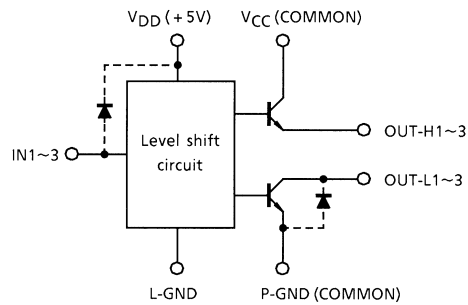 VDD (+5V)
VCC (COMMON)
Level shift
circuit
IN1~3
OUT-H1~3
OUT-L1~3
L-GND
P-GND (COMMON)